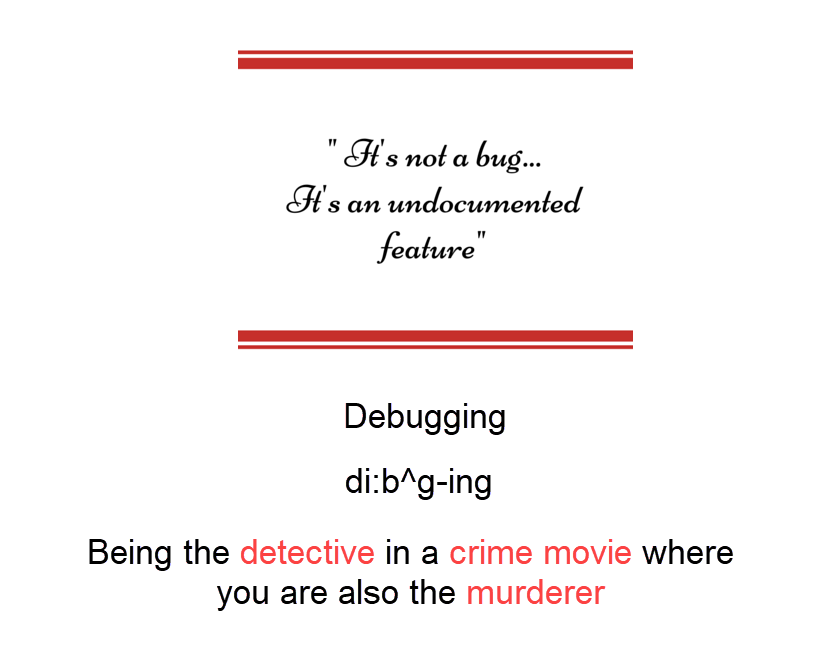 " It's not a bug...
It's an undocumented
feature"
Debugging
di:b^g-ing
Being the detective in a crime movie where
you are also the murderer